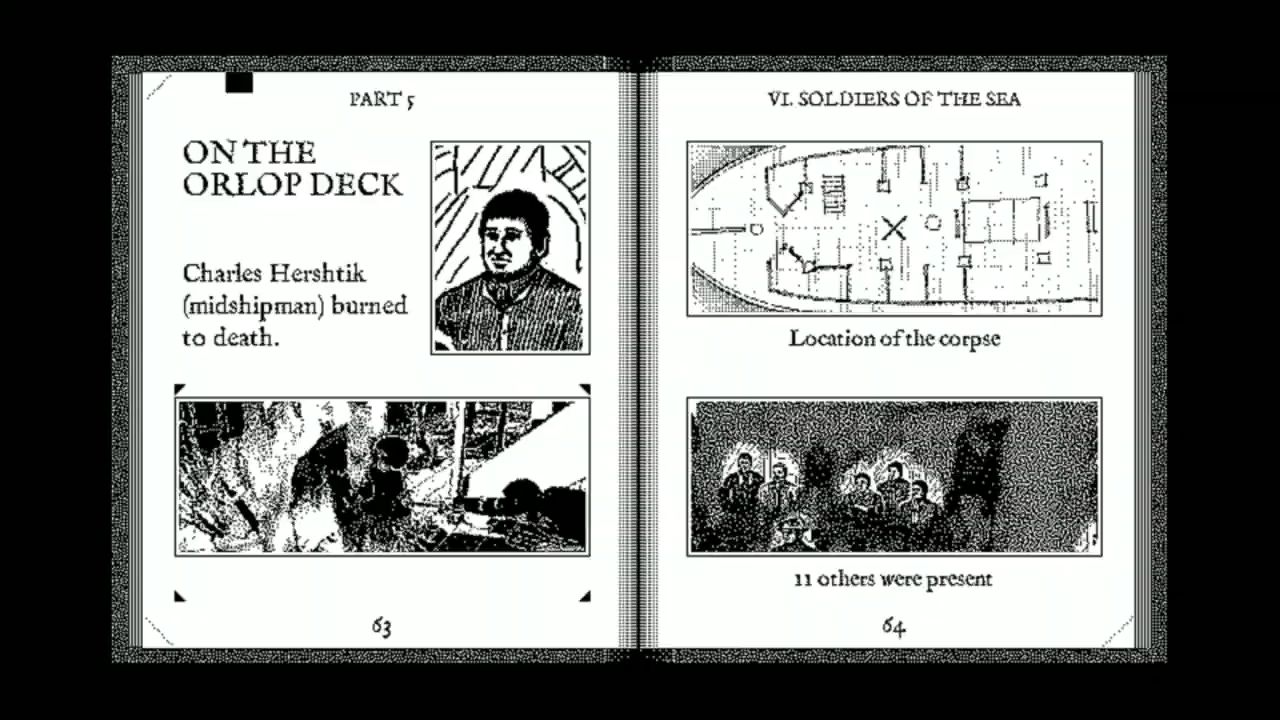 PART 5
ON THE
ORLOP DECK
Charles Hershtik
(midshipman) burned
to death.
63
VI. SOLDIERS OF THE SEA
Location of the corpse
11 others were present
64